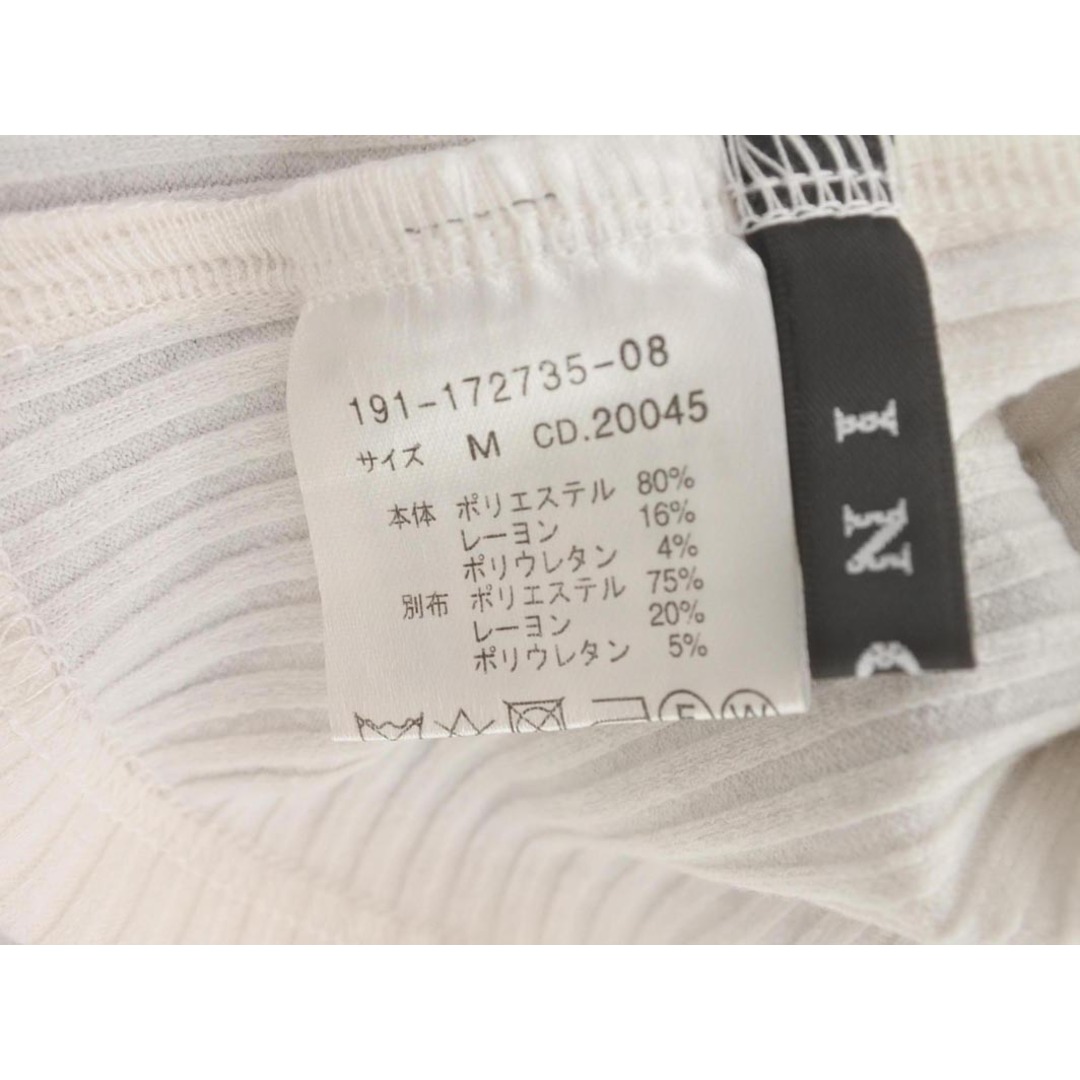 191-172735-08
サイズ M CD.20045
本体 ポリエステル 80%
レーヨン 16%
ポリウレタン 4%
別布 ポリエステル 75%
レーヨン 20%
ポリウレタン 5%
F W
I N